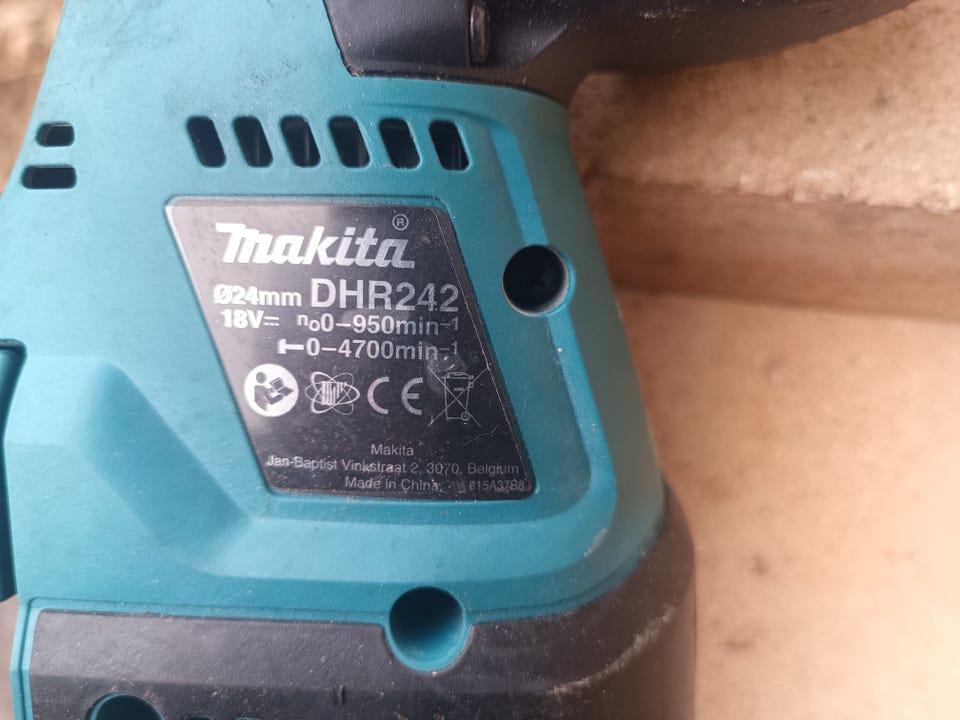 Makita®
Ø24mm DHR242
18V⎓ n₀0-950min⁻¹
0-4700min⁻¹
CE
Makita
Jan-Baptist Vinkstraat 2, 3070, Belgium
Made in China